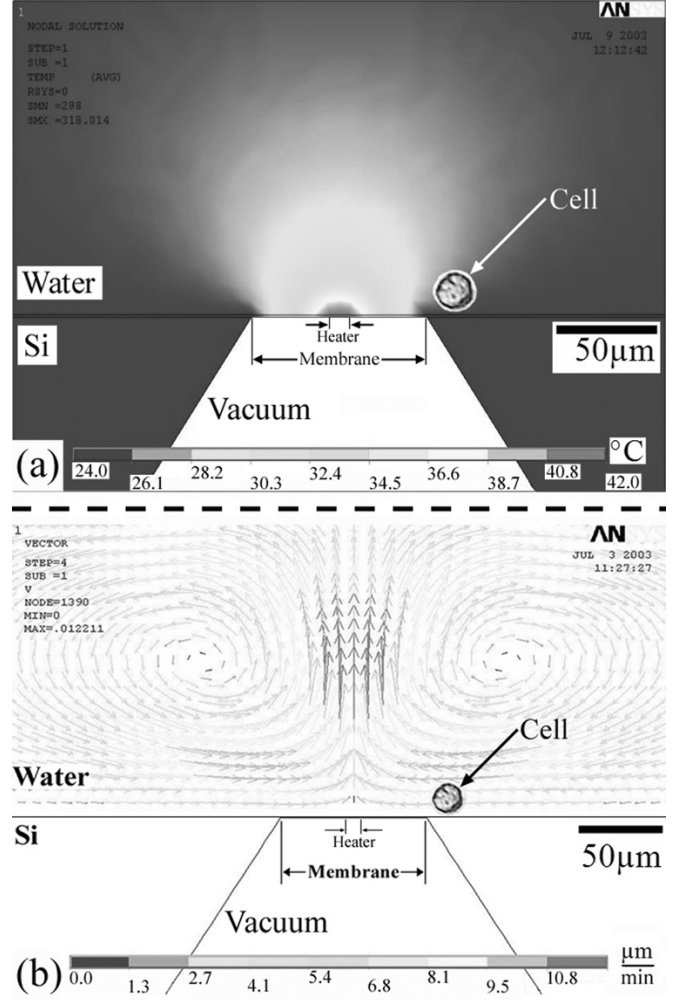 1
ANSYS
NODAL SOLUTION
JUL 9 2003
12:12:42
STEP=1
SUB =1
TEMP (AVG)
RSYS=0
SMN =298
SMX =318.014
Cell
Water
Si
Heater
Membrane
50µm
Vacuum
(a)
°C
24.0 28.2 32.4 36.6 40.8
26.1 30.3 34.5 38.7 42.0
1
AN
VECTOR
JUL 3 2003
11:27:27
STEP=4
SUB =1
V
NODE=1390
MIN=0
MAX=.012211
Cell
Water
Si
Heater
50µm
Membrane
Vacuum
(b)
µm
min
0.0 2.7 5.4 8.1 10.8
1.3 4.1 6.8 9.5